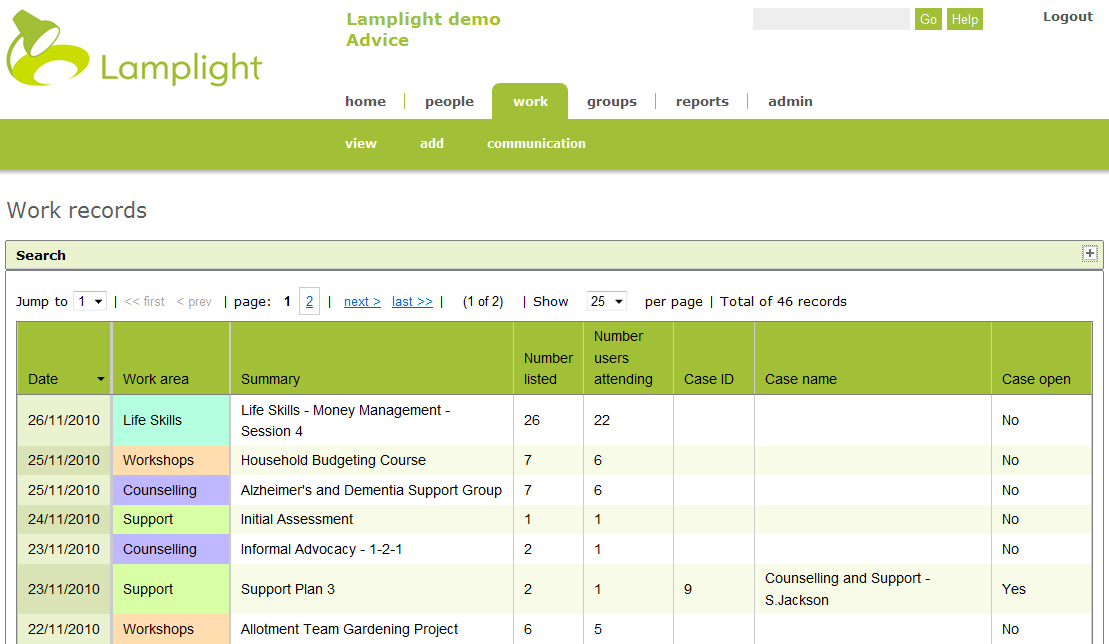 Lamplight
Lamplight demo
Advice
Go
Help
Logout
home | people work groups | reports | admin
view add communication
Work records
Search
Jump to 1 | << first < prev | page: 1 2 | next > last >> | (1 of 2) | Show 25 per page | Total of 46 records
Date Work area Summary Number listed Number users attending Case ID Case name Case open
26/11/2010 Life Skills Life Skills - Money Management - Session 4 26 22 No
25/11/2010 Workshops Household Budgeting Course 7 6 No
25/11/2010 Counselling Alzheimer's and Dementia Support Group 7 6 No
24/11/2010 Support Initial Assessment 1 1 No
23/11/2010 Counselling Informal Advocacy - 1-2-1 2 1 No
23/11/2010 Support Support Plan 3 2 1 9 Counselling and Support - S.Jackson Yes
22/11/2010 Workshops Allotment Team Gardening Project 6 5 No